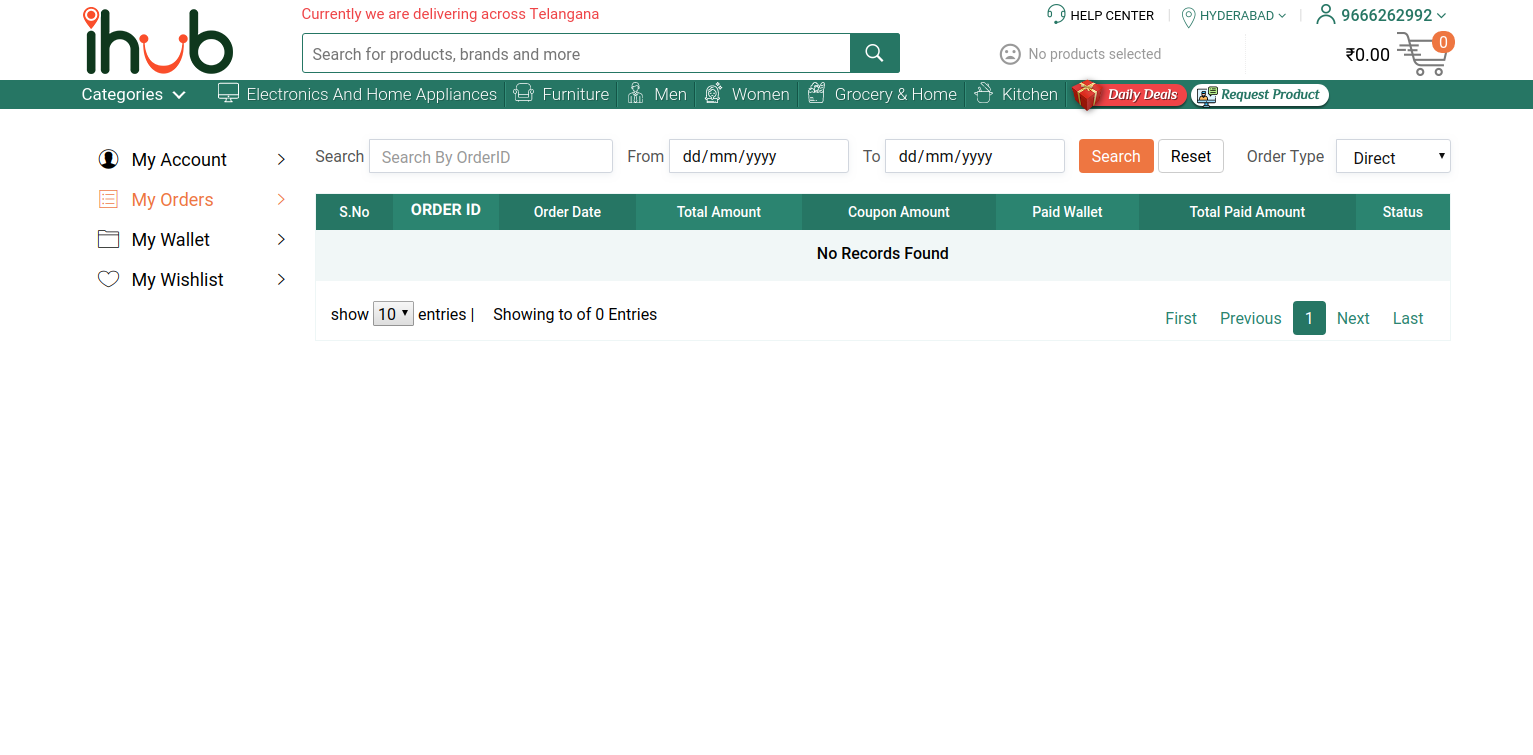 Currently we are delivering across Telangana
HELP CENTER
HYDERABAD
9666262992
ihub
Search for products, brands and more
No products selected
₹0.00
0
Categories
Electronics And Home Appliances
Furniture
Men
Women
Grocery & Home
Kitchen
Daily Deals
Request Product
My Account
My Orders
My Wallet
My Wishlist
Search Search By OrderID From dd/mm/yyyy To dd/mm/yyyy Search Reset Order Type Direct
S.No ORDER ID Order Date Total Amount Coupon Amount Paid Wallet Total Paid Amount Status
No Records Found
show 10 entries | Showing to of 0 Entries
First Previous 1 Next Last